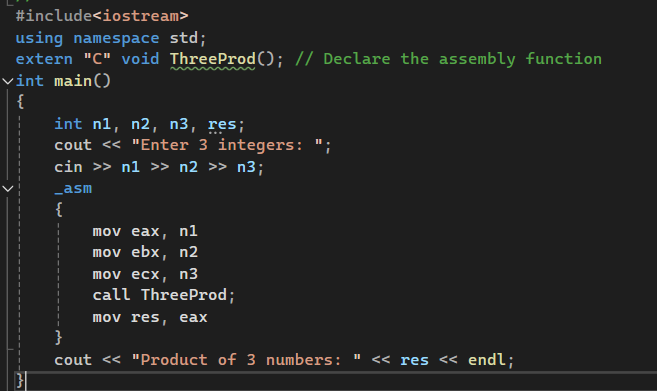 #include<iostream>
using namespace std;
extern "C" void ThreeProd(); // Declare the assembly function
int main()
{
    int n1, n2, n3, res;
    cout << "Enter 3 integers: ";
    cin >> n1 >> n2 >> n3;
    _asm
    {
        mov eax, n1
        mov ebx, n2
        mov ecx, n3
        call ThreeProd;
        mov res, eax
    }
    cout << "Product of 3 numbers: " << res << endl;
}